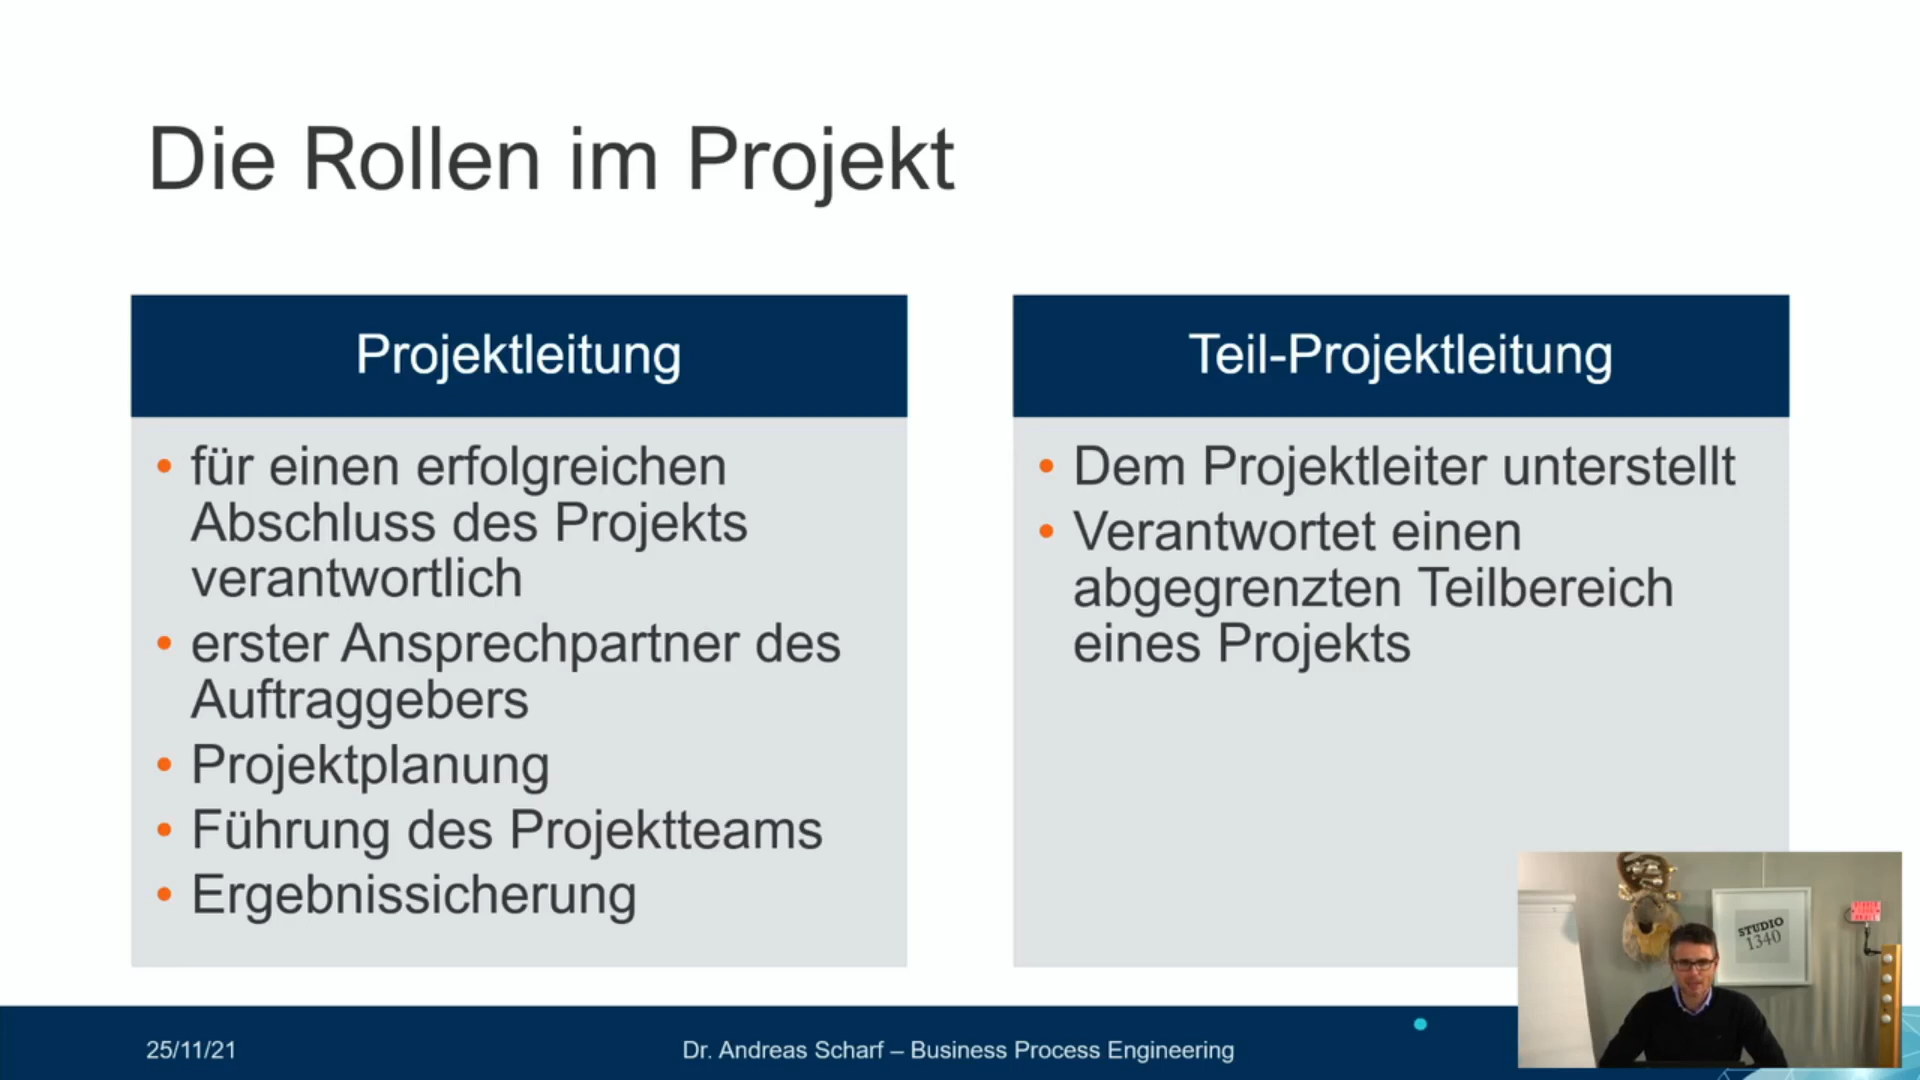 Die Rollen im Projekt
Projektleitung
• für einen erfolgreichen
Abschluss des Projekts
verantwortlich
• erster Ansprechpartner des
Auftraggebers
• Projektplanung
• Führung des Projektteams
• Ergebnissicherung
Teil-Projektleitung
• Dem Projektleiter unterstellt
• Verantwortet einen
abgegrenzten Teilbereich
eines Projekts
STUDIO
1340
25/11/21
Dr. Andreas Scharf – Business Process Engineering